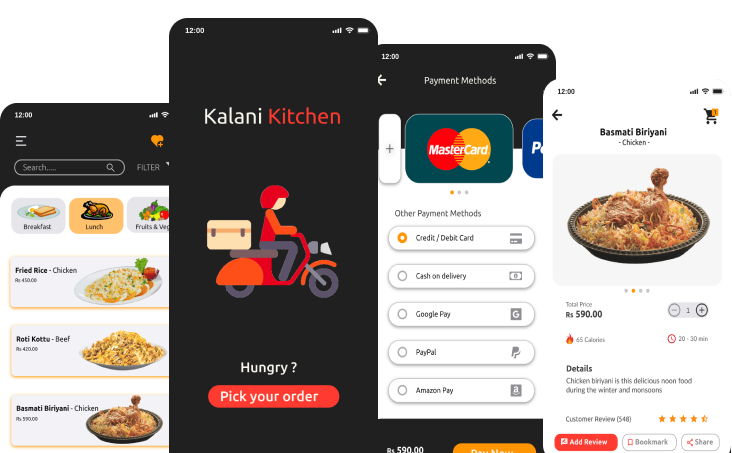 12:00
Search.....
FILTER
Breakfast
Lunch
Fruits & Veg
Fried Rice - Chicken
Rs 450.00
Roti Kottu - Beef
Rs 420.00
Basmati Biriyani - Chicken
Rs 590.00
12:00
Kalani Kitchen
Hungry ?
Pick your order
12:00
Payment Methods
+
MasterCard
P
Other Payment Methods
Credit / Debit Card
Cash on delivery
Google Pay
G
PayPal
Amazon Pay
a
Rs 590.00
Pay Now
12:00
1
Basmati Biriyani
- Chicken -
Total Price
Rs 590.00
1
65 Calories
20 - 30 min
Details
Chicken biriyani is this delicious noon food
during the winter and monsoons
Customer Review (548)
Add Review
Bookmark
Share